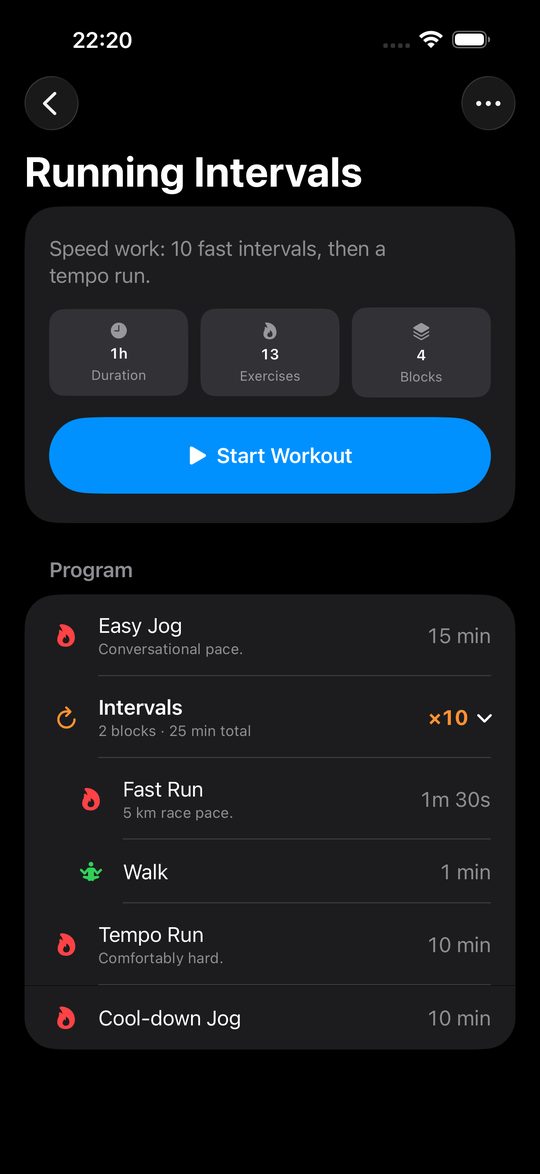 22:20
Running Intervals
Speed work: 10 fast intervals, then a
tempo run.
1h
Duration
13
Exercises
4
Blocks
Start Workout
Program
Easy Jog
Conversational pace.
15 min
Intervals
2 blocks · 25 min total
×10
Fast Run
5 km race pace.
1m 30s
Walk
1 min
Tempo Run
Comfortably hard.
10 min
Cool-down Jog
10 min